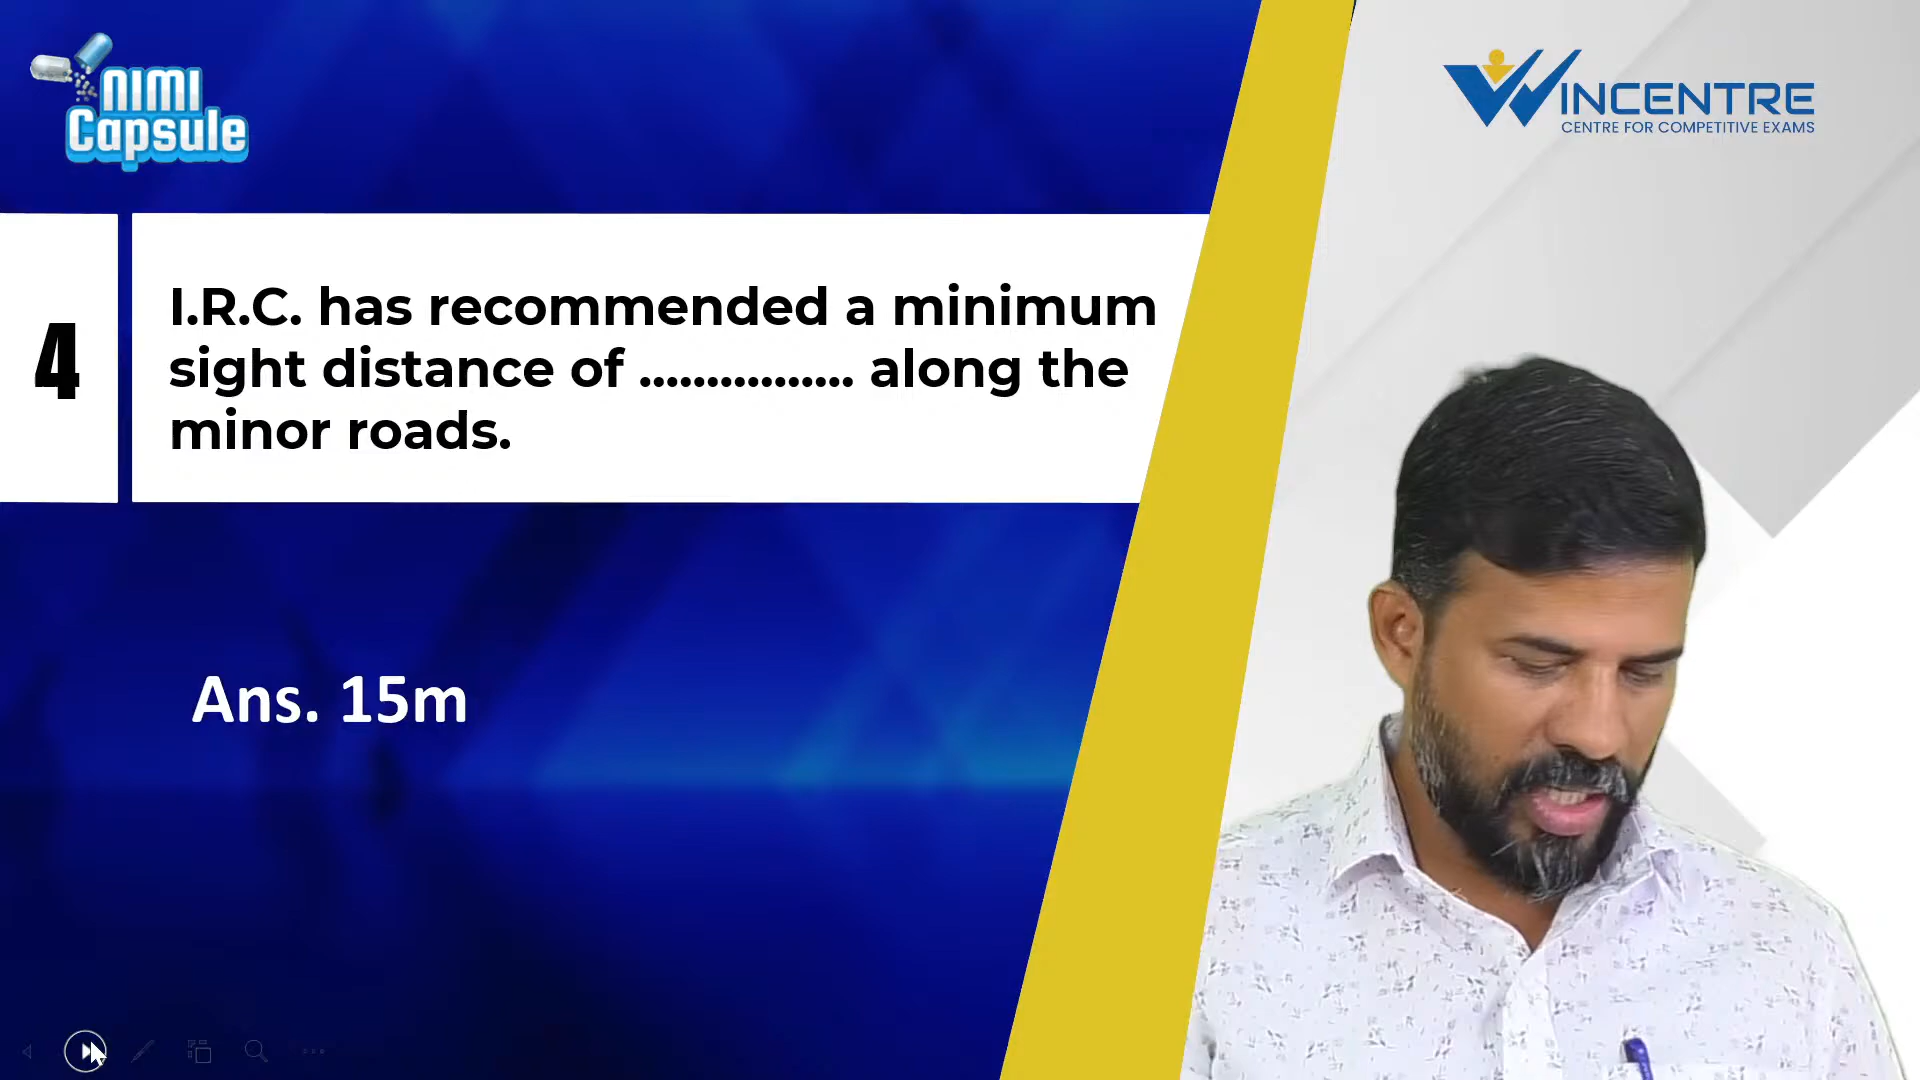 NIMI
Capsule
WINCENTRE
CENTRE FOR COMPETITIVE EXAMS
4
I.R.C. has recommended a minimum
sight distance of ................ along the
minor roads.
Ans. 15m